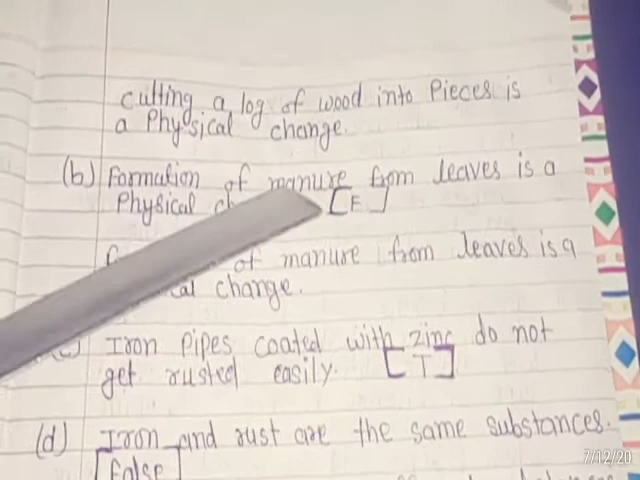 cutting a log of wood into Pieces is
a Physical change.
(b) Formation of manure from leaves is a
Physical [F]
of manure from leaves is a
change.
Iron pipes coated with zinc do not
get rusted easily. [T]
(d) Iron and rust are the same substances.
[False]
7/12/20